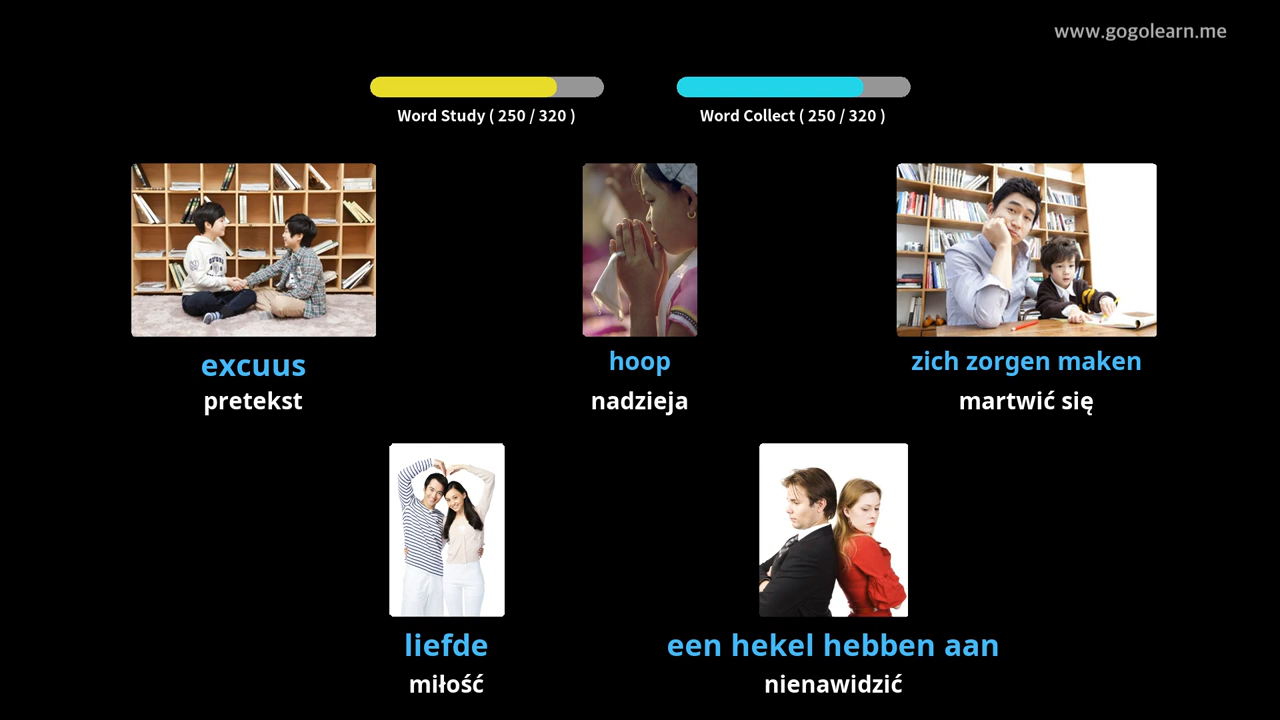 www.gogolearn.me
Word Study ( 250 / 320 )
Word Collect ( 250 / 320 )
excuus
pretekst
hoop
nadzieja
zich zorgen maken
martwić się
liefde
miłość
een hekel hebben aan
nienawidzić